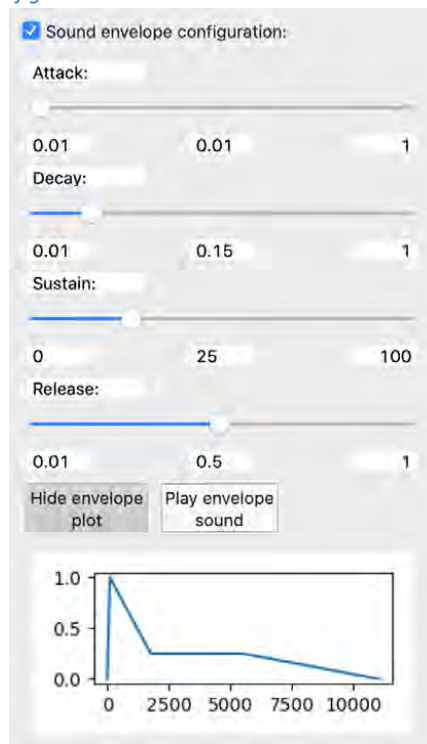 Sound envelope configuration:
Attack:
0.01 0.01 1
Decay:
0.01 0.15 1
Sustain:
0 25 100
Release:
0.01 0.5 1
Hide envelope plot
Play envelope sound
1.0
0.5
0.0
0 2500 5000 7500 10000